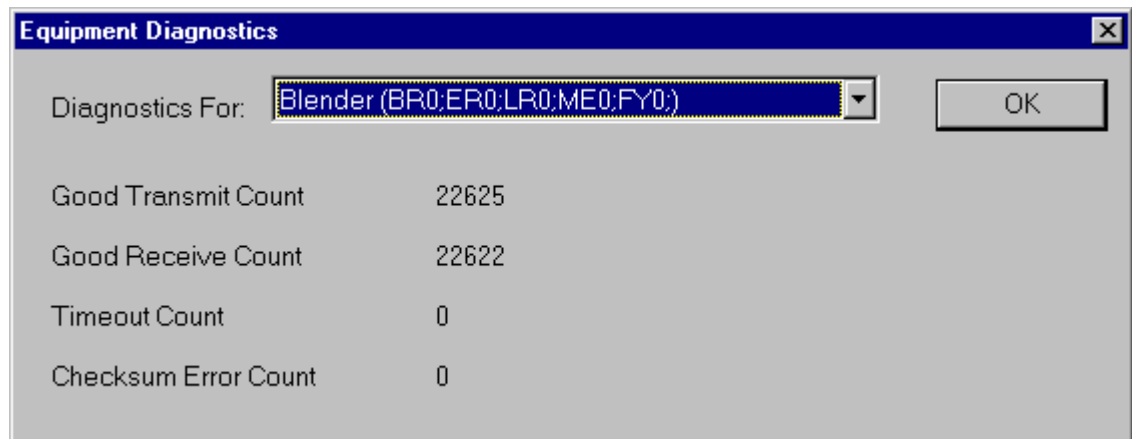 Equipment Diagnostics
Diagnostics For: Blender (BR0;ER0;LR0;ME0;FY0;) OK
Good Transmit Count 22625
Good Receive Count 22622
Timeout Count 0
Checksum Error Count 0